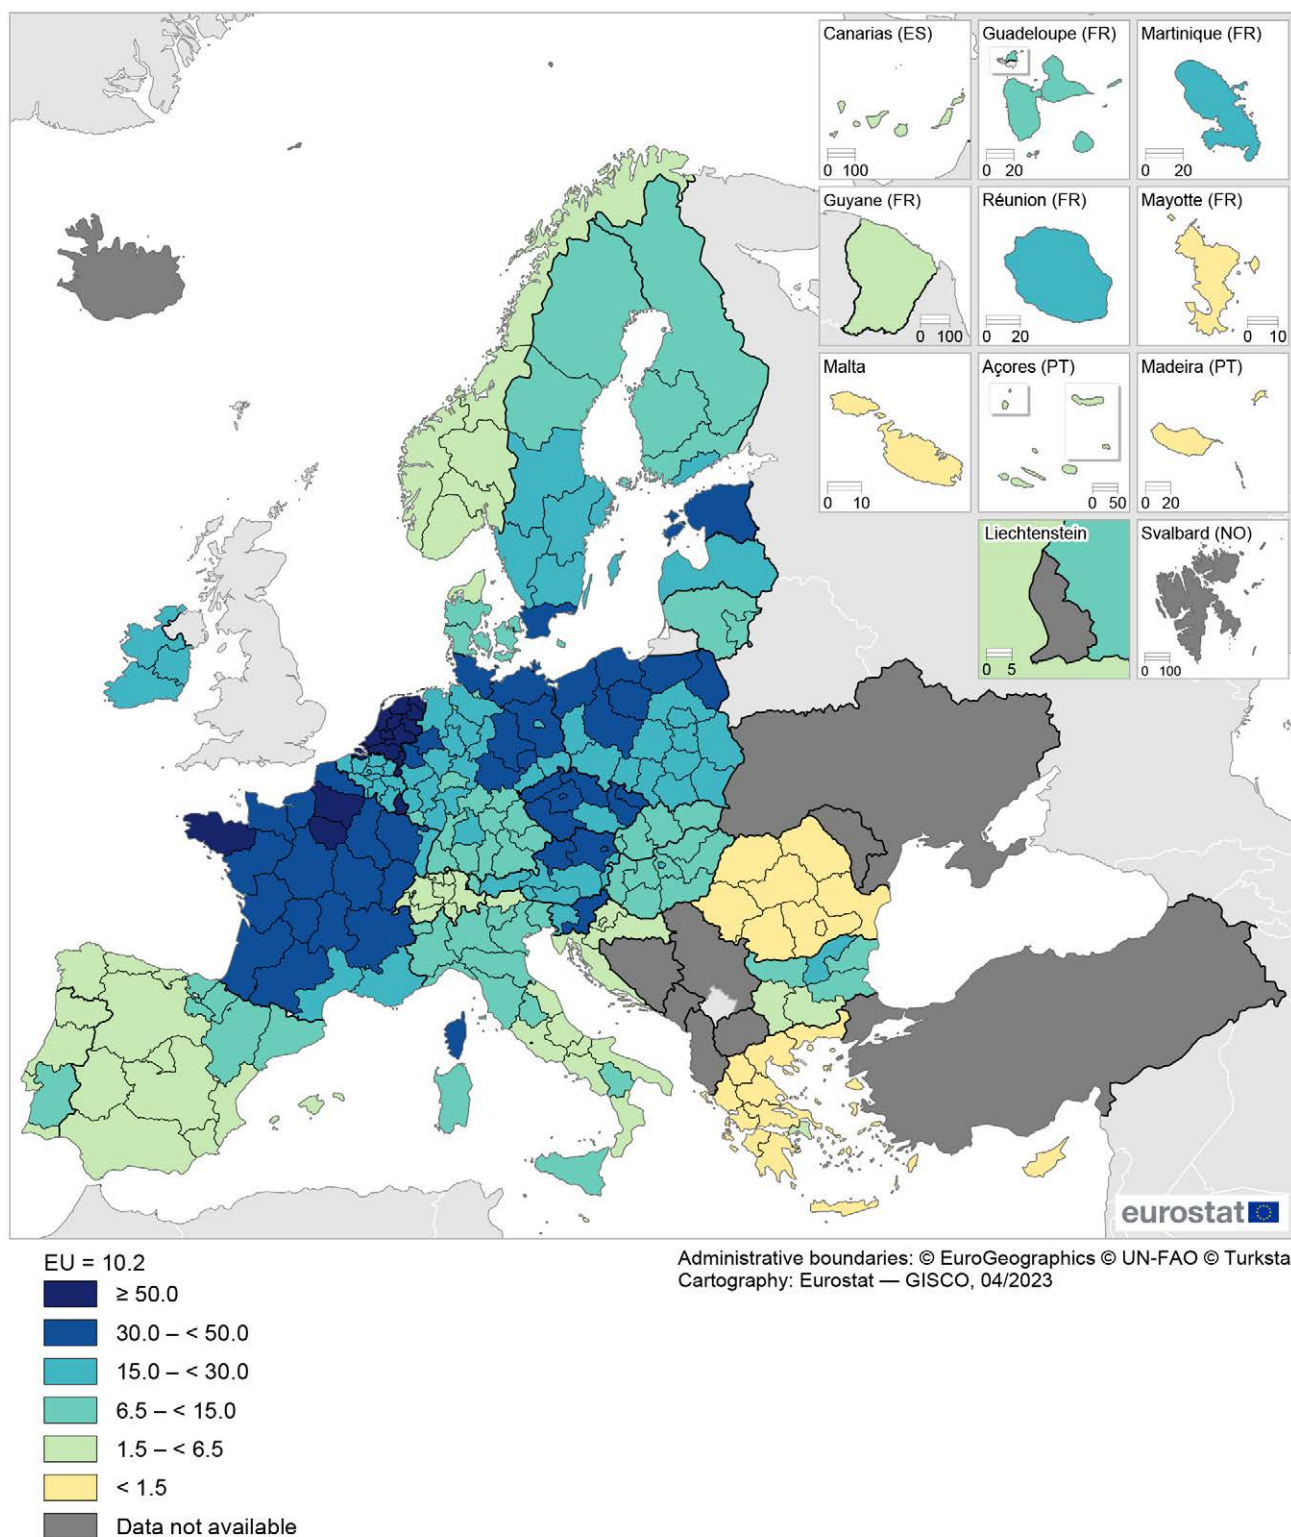 Canarias (ES)
0 100
Guadeloupe (FR)
0 20
Martinique (FR)
0 20
Guyane (FR)
0 100
Réunion (FR)
0 20
Mayotte (FR)
0 10
Malta
0 10
Açores (PT)
0 50
Madeira (PT)
0 20
Liechtenstein
0 5
Svalbard (NO)
0 100
eurostat
EU = 10.2
≥ 50.0
30.0 – < 50.0
15.0 – < 30.0
6.5 – < 15.0
1.5 – < 6.5
< 1.5
Data not available
Administrative boundaries: © EuroGeographics © UN-FAO © Turksta
Cartography: Eurostat — GISCO, 04/2023